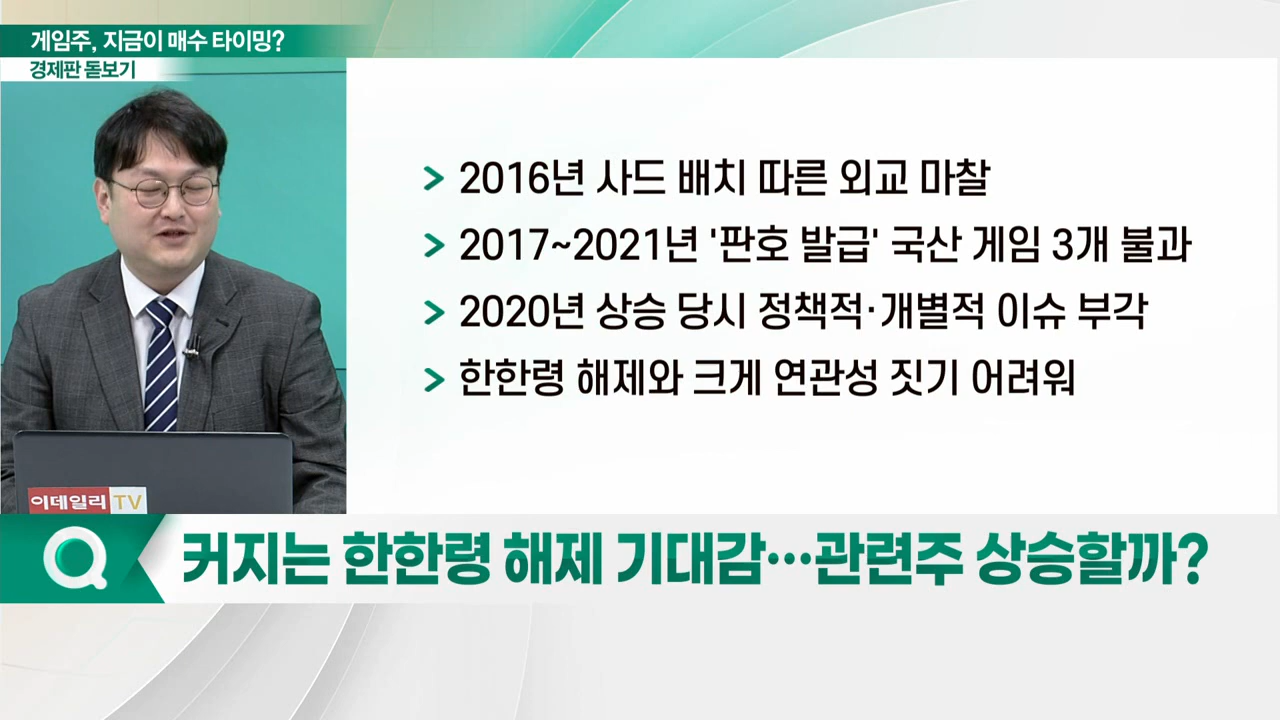 게임주, 지금이 매수 타이밍?
경제판 돋보기
> 2016년 사드 배치 따른 외교 마찰
> 2017~2021년 '판호 발급' 국산 게임 3개 불과
> 2020년 상승 당시 정책적·개별적 이슈 부각
> 한한령 해제와 크게 연관성 짓기 어려워
이데일리 TV
Q 커지는 한한령 해제 기대감…관련주 상승할까?